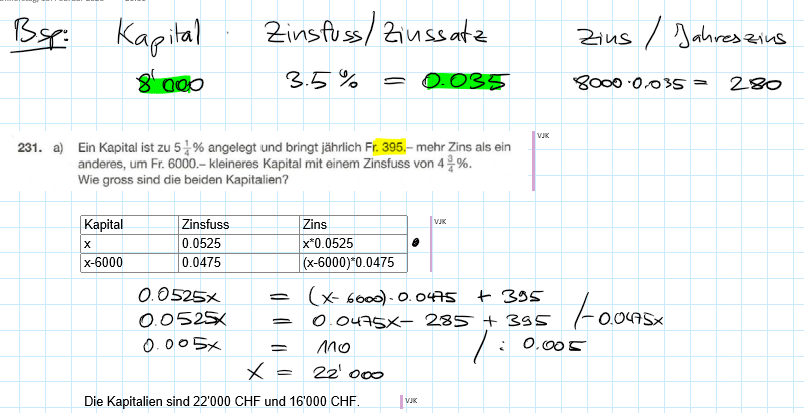 Bsp: Kapital Zinsfuss/Zinssatz Zins / Jahreszins
8'000 3.5% = 0.035 8000·0.035 = 280
231. a) Ein Kapital ist zu 5 1/4 % angelegt und bringt jährlich Fr. 395.– mehr Zins als ein
anderes, um Fr. 6000.– kleineres Kapital mit einem Zinsfuss von 4 3/4 %.
Wie gross sind die beiden Kapitalien?
VJK
Kapital Zinsfuss Zins
x 0.0525 x*0.0525
x-6000 0.0475 (x-6000)*0.0475
VJK
0.0525x = (x-6000)·0.0475 + 395
0.0525x = 0.0475x - 285 + 395 /-0.0475x
0.005x = 110 / : 0.005
x = 22'000
Die Kapitalien sind 22'000 CHF und 16'000 CHF.
VJK